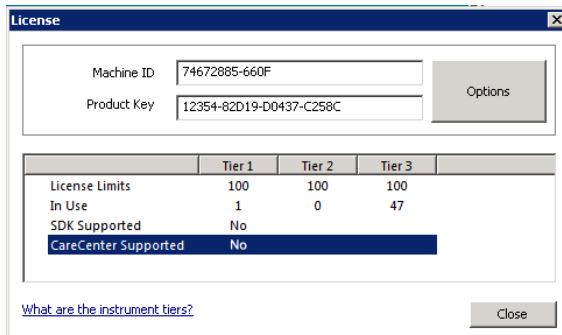 License
Machine ID 74672885-660F
Options
Product Key 12354-82D19-D0437-C258C
Tier 1 Tier 2 Tier 3
License Limits 100 100 100
In Use 1 0 47
SDK Supported No
CareCenter Supported No
What are the instrument tiers?
Close